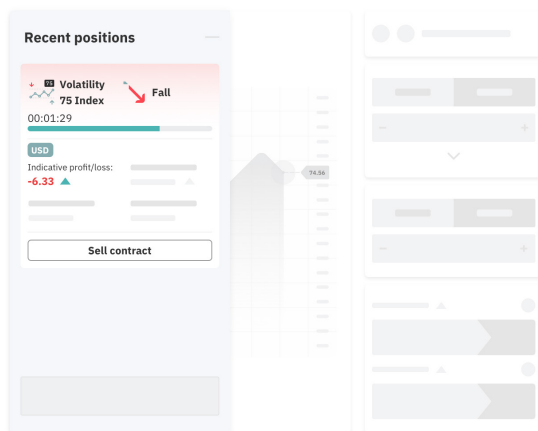 Recent positions
75
Volatility
75 Index
Fall
00:01:29
USD
Indicative profit/loss:
-6.33
Sell contract
74.56